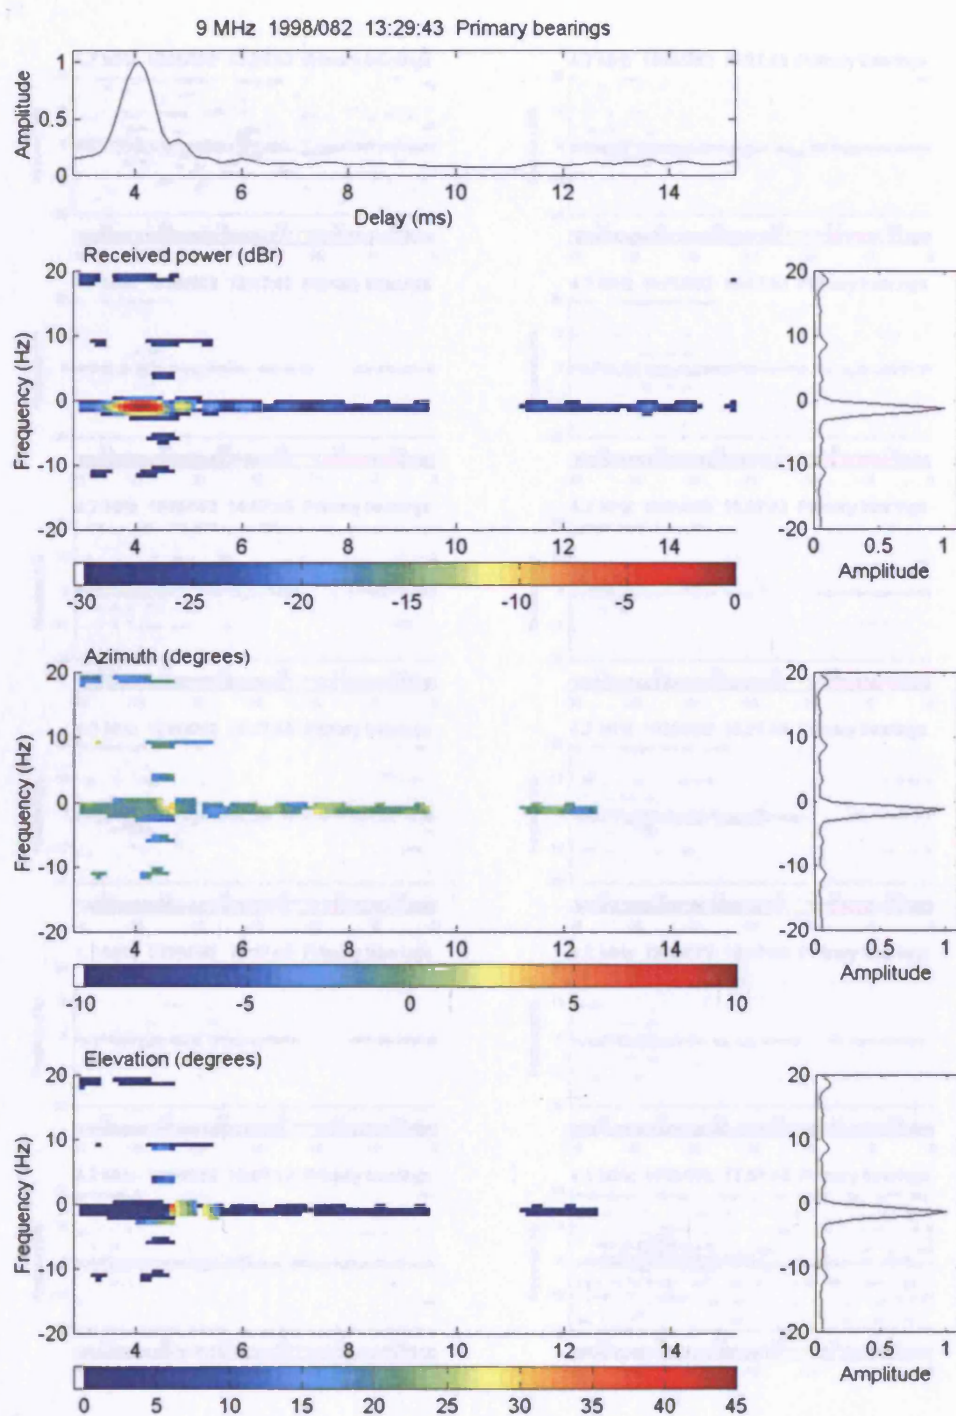 9 MHz 1998/082 13:29:43 Primary bearings
Amplitude
1
0.5
0
4 6 8 10 12 14
Delay (ms)
Received power (dBr)
Frequency (Hz)
20
10
0
-10
-20
4 6 8 10 12 14
-30 -25 -20 -15 -10 -5 0
20
10
0
-10
-20
0 0.5 1
Amplitude
Azimuth (degrees)
Frequency (Hz)
20
10
0
-10
-20
4 6 8 10 12 14
-10 -5 0 5 10
20
10
0
-10
-20
0 0.5 1
Amplitude
Elevation (degrees)
Frequency (Hz)
20
10
0
-10
-20
4 6 8 10 12 14
0 5 10 15 20 25 30 35 40 45
20
10
0
-10
-20
0 0.5 1
Amplitude